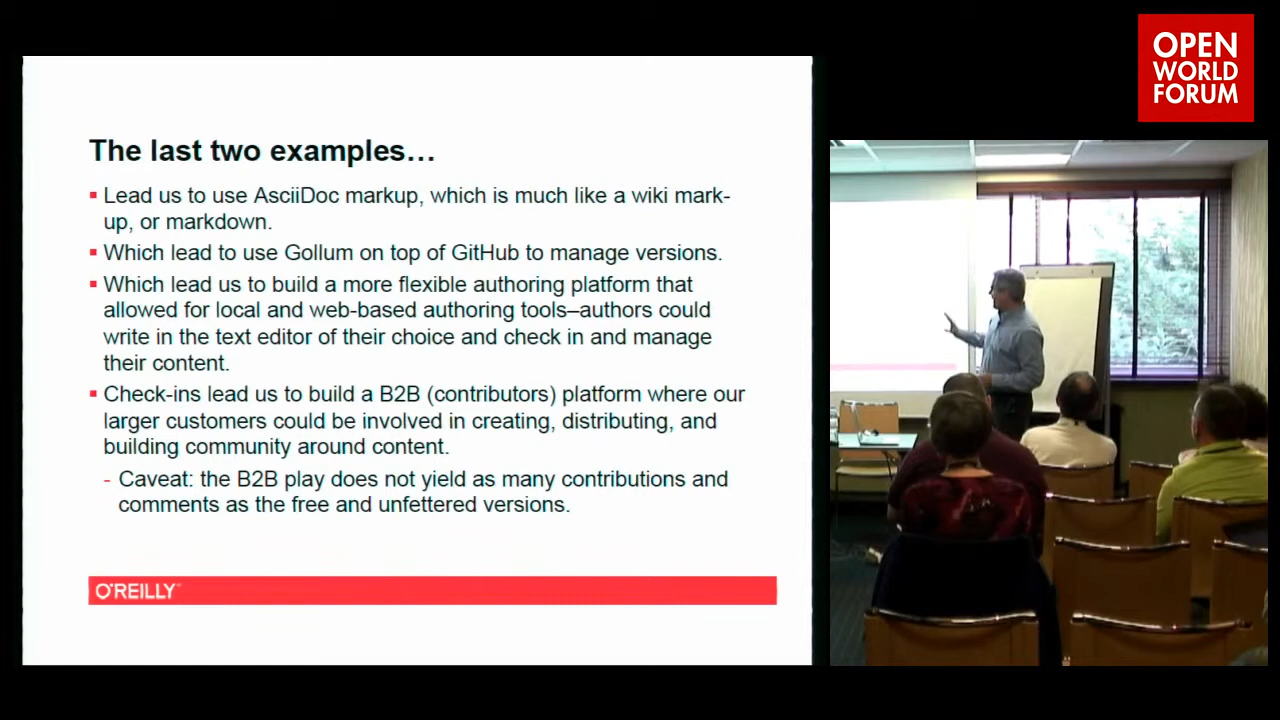 OPEN
WORLD
FORUM
The last two examples…
Lead us to use AsciiDoc markup, which is much like a wiki mark-
up, or markdown.
Which lead to use Gollum on top of GitHub to manage versions.
Which lead us to build a more flexible authoring platform that
allowed for local and web-based authoring tools–authors could
write in the text editor of their choice and check in and manage
their content.
Check-ins lead us to build a B2B (contributors) platform where our
larger customers could be involved in creating, distributing, and
building community around content.
- Caveat: the B2B play does not yield as many contributions and
comments as the free and unfettered versions.
O'REILLY™